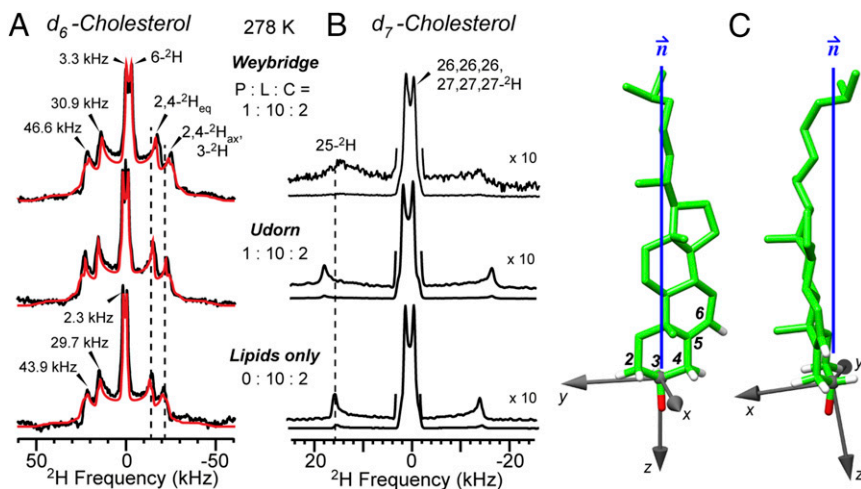 A d₆-Cholesterol 278 K B d₇-Cholesterol C
3.3 kHz
6-²H
Weybridge
P : L : C =
1 : 10 : 2
30.9 kHz
46.6 kHz
2,4-²Heq
2,4-²Hax,
3-²H
26,26,26,
27,27,27-²H
25-²H
x 10
Udorn
1 : 10 : 2
x 10
2.3 kHz
29.7 kHz
43.9 kHz
Lipids only
0 : 10 : 2
x 10
60 0 -50
²H Frequency (kHz)
20 0 -20
²H Frequency (kHz)
n
6
5
2 3 4
y
x
z
n
y
x
z